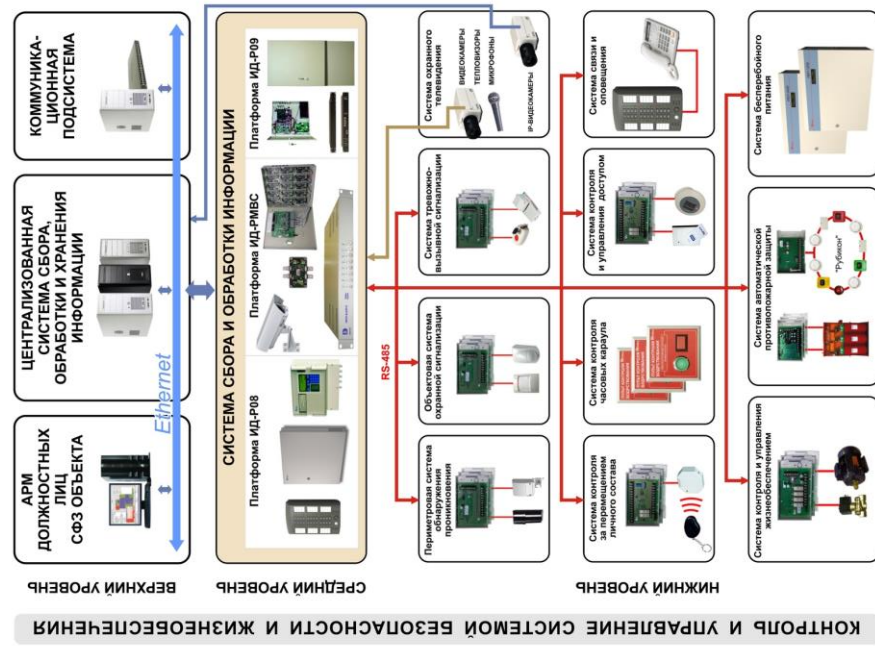 КОНТРОЛЬ И УПРАВЛЕНИЕ СИСТЕМОЙ БЕЗОПАСНОСТИ И ЖИЗНЕОБЕСПЕЧЕНИЯ
ВЕРХНИЙ УРОВЕНЬ
АРМ
ДОЛЖНОСТНЫХ
ЛИЦ
СФЗ ОБЪЕКТА
ЦЕНТРАЛИЗОВАННАЯ
СИСТЕМА СБОРА,
ОБРАБОТКИ И ХРАНЕНИЯ
ИНФОРМАЦИИ
КОММУНИКА-
ЦИОННАЯ
ПОДСИСТЕМА
Ethernet
СРЕДНИЙ УРОВЕНЬ
СИСТЕМА СБОРА И ОБРАБОТКИ ИНФОРМАЦИИ
Платформа ИД-Р08
Платформа ИД-РМВС
Платформа ИД-Р09
RS-485
НИЖНИЙ УРОВЕНЬ
Периметровая система
обнаружения
проникновения
Объектовая система
охранной сигнализации
Система тревожно-
вызывной сигнализации
Система охранного
телевидения
ВИДЕОКАМЕРЫ
ТЕПЛОВИЗОРЫ
МИКРОФОНЫ
IP-ВИДЕОКАМЕРЫ
Система контроля
за перемещением
личного состава
Система контроля
часовых караула
Система контроля
и управления доступом
Система связи и
оповещения
Система контроля и управления
жизнеобеспечением
Система автоматической
противопожарной защиты
"Рубикон"
Система бесперебойного
питания